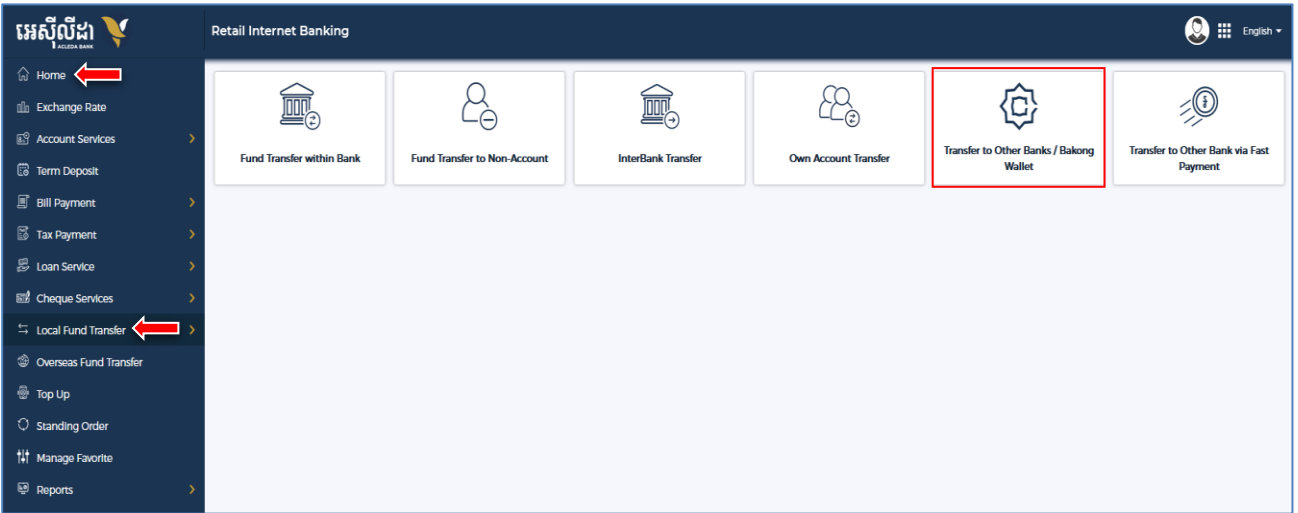 អេស៊ីលីដា
ACLEDA BANK
Retail Internet Banking
English
Home
Exchange Rate
Account Services
Term Deposit
Bill Payment
Tax Payment
Loan Service
Cheque Services
Local Fund Transfer
Overseas Fund Transfer
Top Up
Standing Order
Manage Favorite
Reports
Fund Transfer within Bank
Fund Transfer to Non-Account
InterBank Transfer
Own Account Transfer
Transfer to Other Banks / Bakong
Wallet
Transfer to Other Bank via Fast
Payment